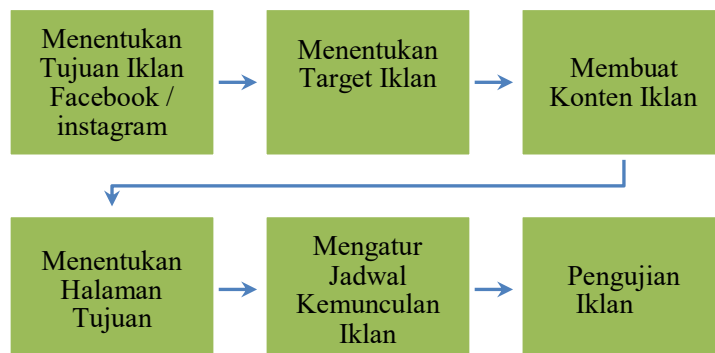 Menentukan
Tujuan Iklan
Facebook /
instagram
Menentukan
Target Iklan
Membuat
Konten Iklan
Menentukan
Halaman
Tujuan
Mengatur
Jadwal
Kemunculan
Iklan
Pengujian
Iklan